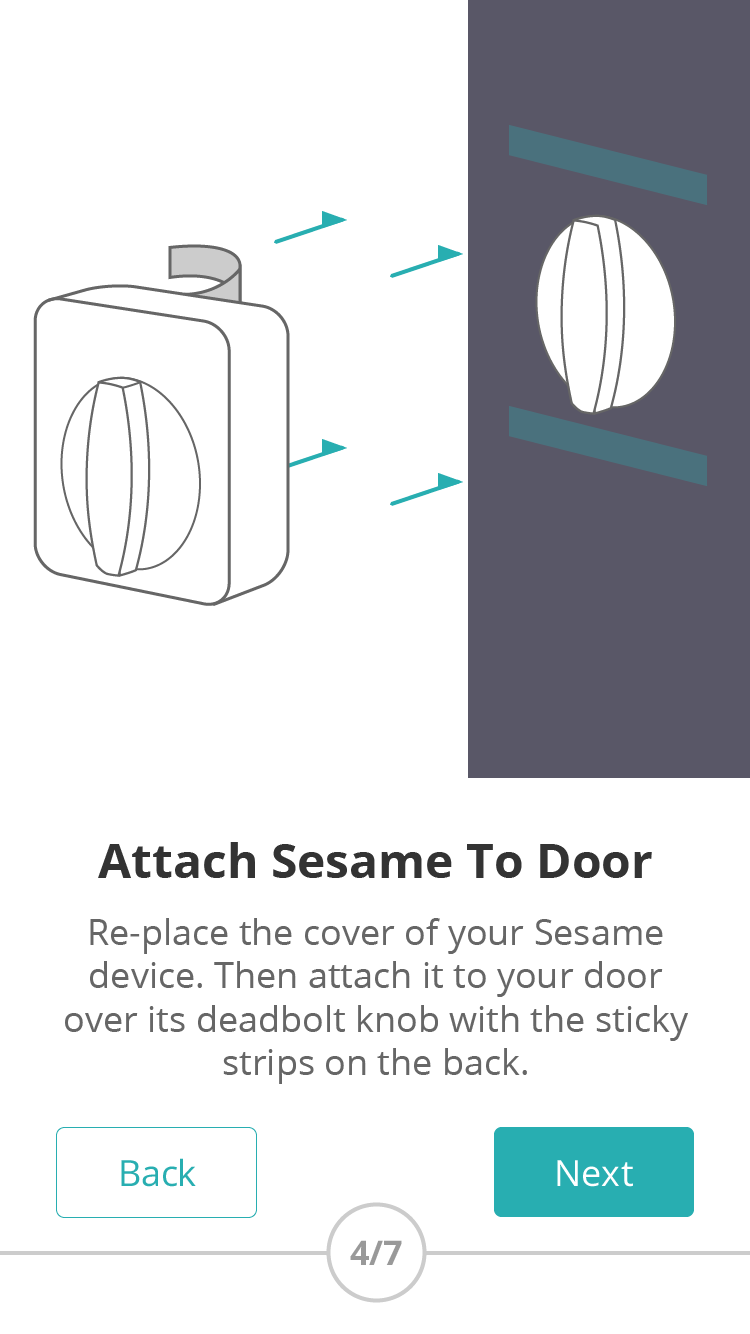 Attach Sesame To Door
Re-place the cover of your Sesame
device. Then attach it to your door
over its deadbolt knob with the sticky
strips on the back.
Back
Next
4/7